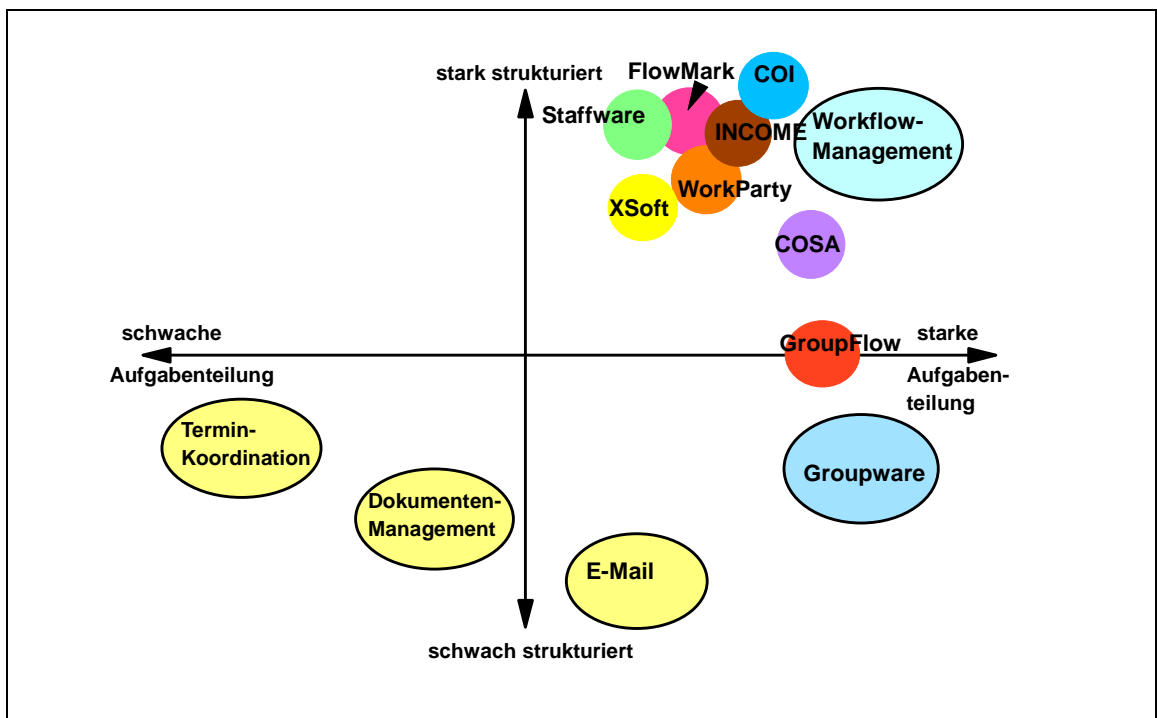 stark strukturiert
FlowMark
COI
Staffware
INCOME
Workflow-
Management
WorkParty
XSoft
COSA
schwache
Aufgabenteilung
GroupFlow
starke
Aufgaben-
teilung
Termin-
Koordination
Dokumenten-
Management
Groupware
E-Mail
schwach strukturiert